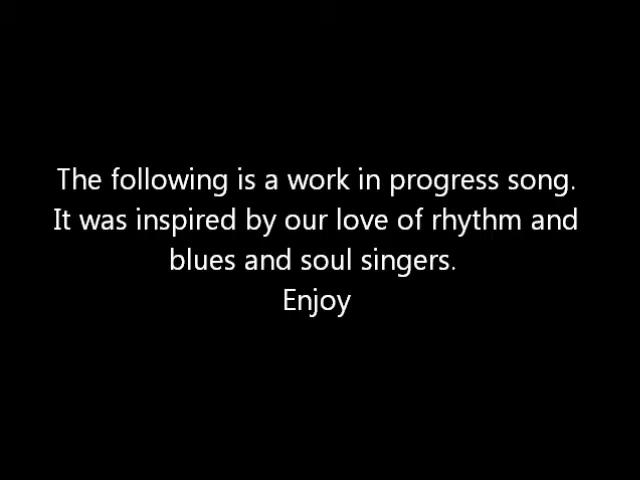 The following is a work in progress song.
It was inspired by our love of rhythm and
blues and soul singers.
Enjoy